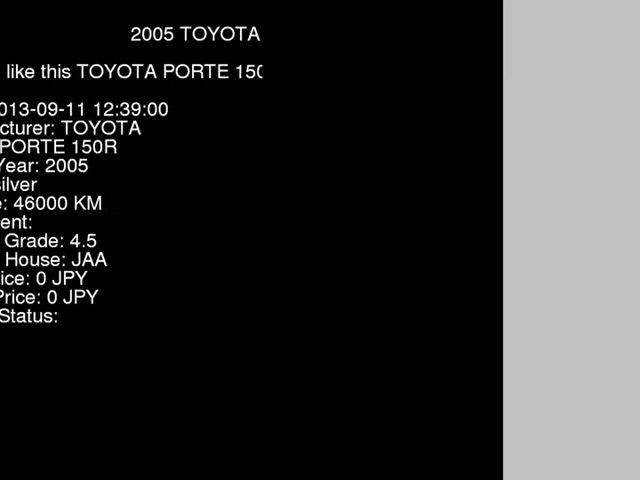 2005 TOYOTA
like this TOYOTA PORTE 150
013-09-11 12:39:00
cturer: TOYOTA
PORTE 150R
Year: 2005
silver
e: 46000 KM
ent:
Grade: 4.5
House: JAA
ice: 0 JPY
Price: 0 JPY
Status: